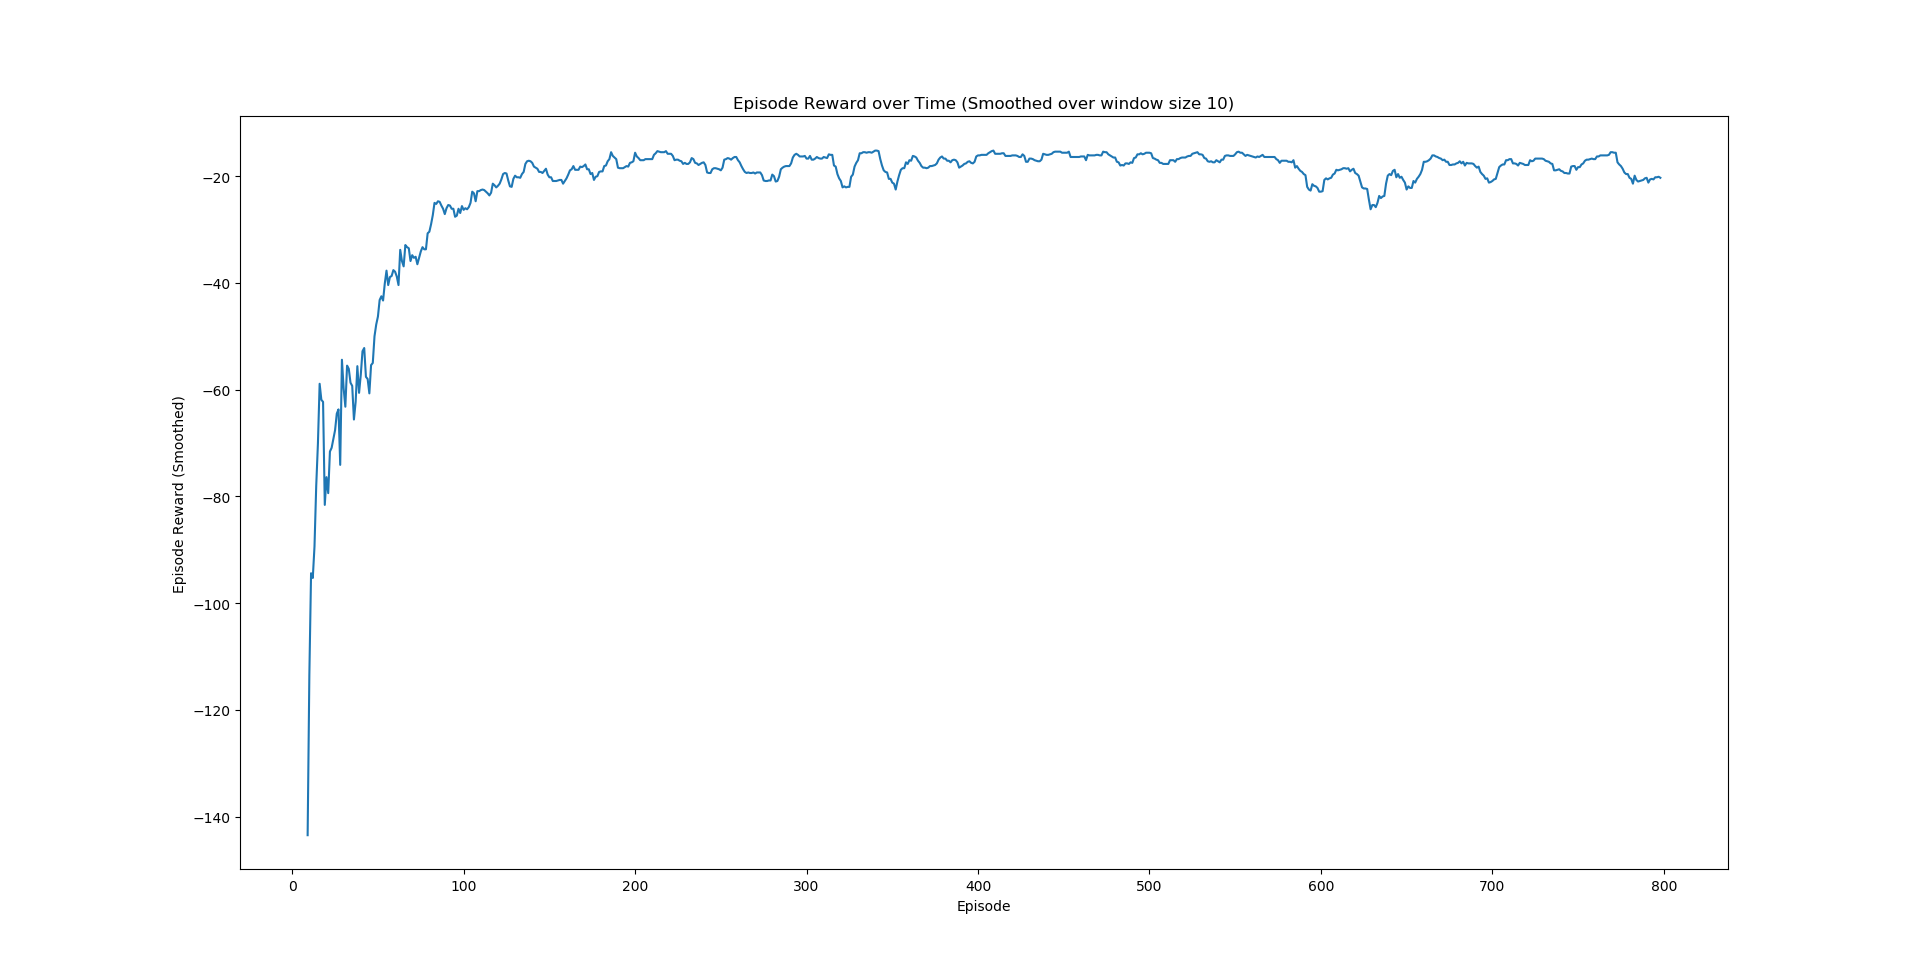 Episode Reward over Time (Smoothed over window size 10)
−20
−40
−60
−80
−100
−120
−140
Episode Reward (Smoothed)
0 100 200 300 400 500 600 700 800
Episode